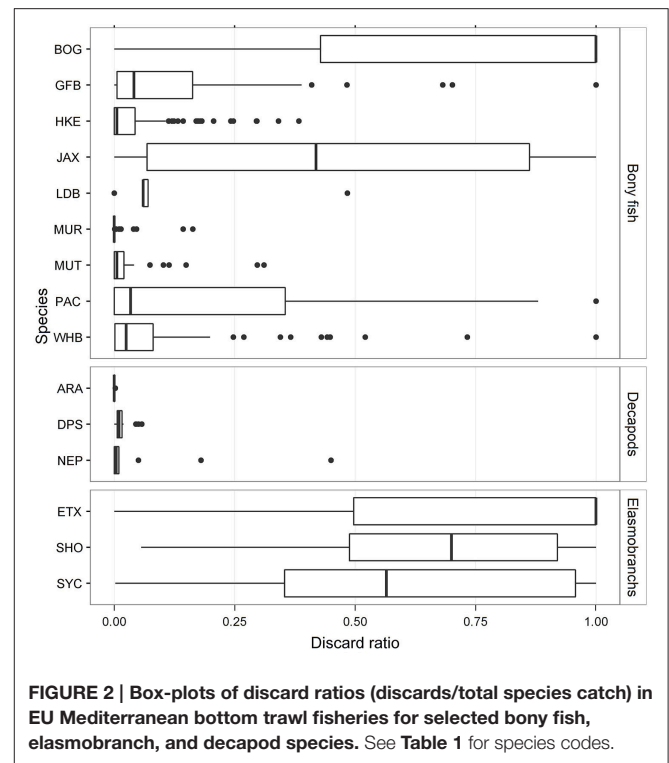 BOG
GFB
HKE
JAX
LDB
MUR
MUT
PAC
WHB
Bony fish
Species
ARA
DPS
NEP
Decapods
ETX
SHO
SYC
Elasmobranchs
0.00 0.25 0.50 0.75 1.00
Discard ratio
FIGURE 2 | Box-plots of discard ratios (discards/total species catch) in
EU Mediterranean bottom trawl fisheries for selected bony fish,
elasmobranch, and decapod species. See Table 1 for species codes.